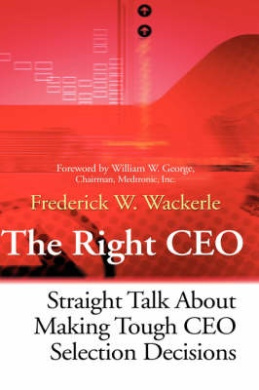 Foreword by William W. George,
Chairman, Medtronic, Inc.
Frederick W. Wackerle
The Right CEO
Straight Talk About
Making Tough CEO
Selection Decisions